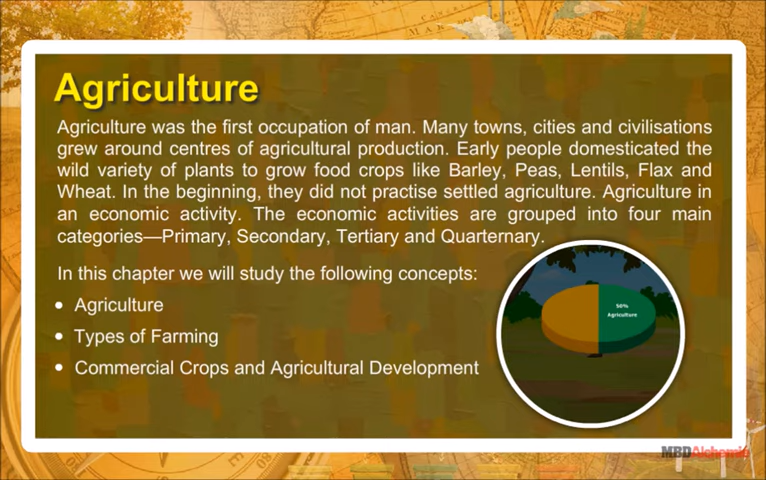 Agriculture
Agriculture was the first occupation of man. Many towns, cities and civilisations
grew around centres of agricultural production. Early people domesticated the
wild variety of plants to grow food crops like Barley, Peas, Lentils, Flax and
Wheat. In the beginning, they did not practise settled agriculture. Agriculture in
an economic activity. The economic activities are grouped into four main
categories—Primary, Secondary, Tertiary and Quarternary.
In this chapter we will study the following concepts:
• Agriculture
• Types of Farming
• Commercial Crops and Agricultural Development
50%
Agriculture
MBDAlchemie